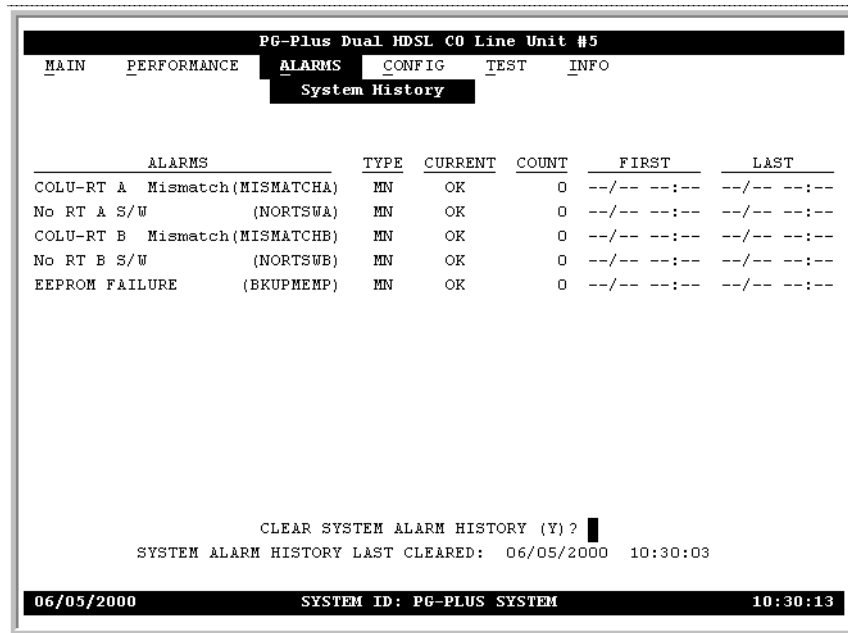 PG-Plus Dual HDSL CO Line Unit #5
MAIN PERFORMANCE ALARMS CONFIG TEST INFO
System History
ALARMS TYPE CURRENT COUNT FIRST LAST
COLU-RT A Mismatch(MISMATCHA) MN OK 0 --/-- --:-- --/-- --:--
No RT A S/W (NORTSWA) MN OK 0 --/-- --:-- --/-- --:--
COLU-RT B Mismatch(MISMATCHB) MN OK 0 --/-- --:-- --/-- --:--
No RT B S/W (NORTSWB) MN OK 0 --/-- --:-- --/-- --:--
EEPROM FAILURE (BKUPMEMP) MN OK 0 --/-- --:-- --/-- --:--
CLEAR SYSTEM ALARM HISTORY (Y)?
SYSTEM ALARM HISTORY LAST CLEARED: 06/05/2000 10:30:03
06/05/2000 SYSTEM ID: PG-PLUS SYSTEM 10:30:13